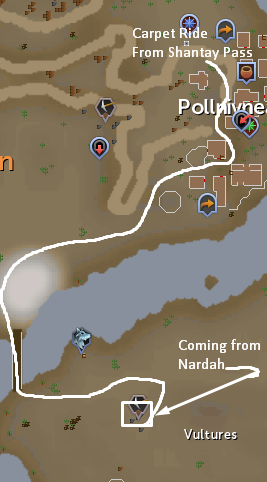 Carpet Ride
From Shantay Pass
Pollnivnea
n
Coming from
Nardah
Vultures